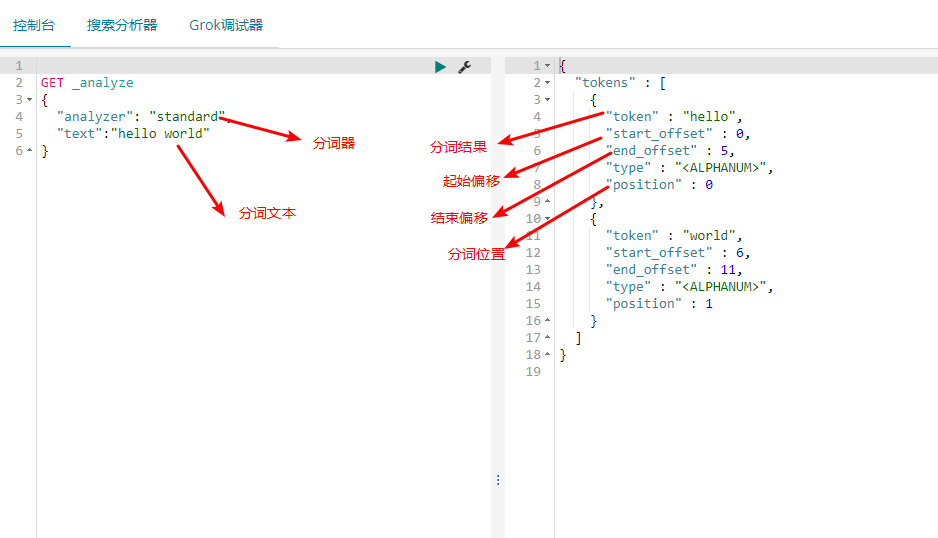 控制台 搜索分析器 Grok调试器
1
2 GET _analyze
3 {
4 "analyzer": "standard",
5 "text":"hello world"
6 }
分词器
分词文本
1 {
2 "tokens" : [
3 {
4 "token" : "hello",
5 "start_offset" : 0,
6 "end_offset" : 5,
7 "type" : "<ALPHANUM>",
8 "position" : 0
9 },
10 {
11 "token" : "world",
12 "start_offset" : 6,
13 "end_offset" : 11,
14 "type" : "<ALPHANUM>",
15 "position" : 1
16 }
17 ]
18 }
19
分词结果
起始偏移
结束偏移
分词位置